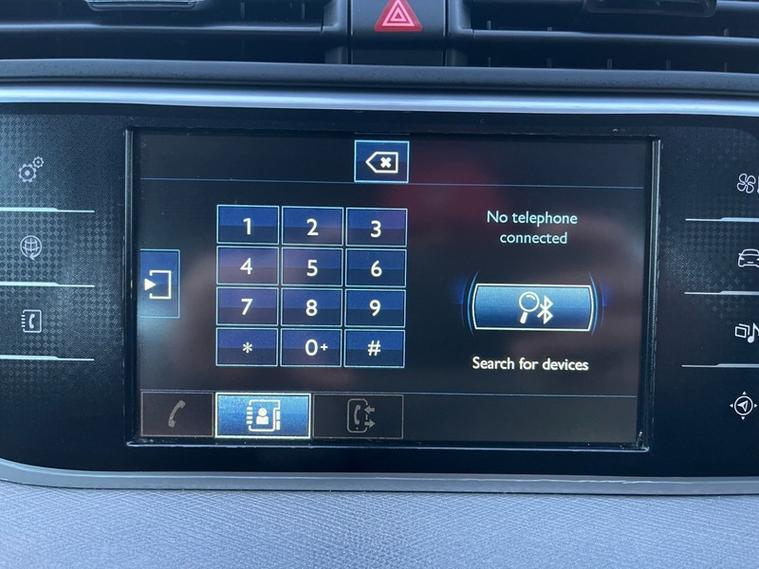 1 2 3
No telephone
connected
4 5 6
7 8 9
* 0+ #
Search for devices